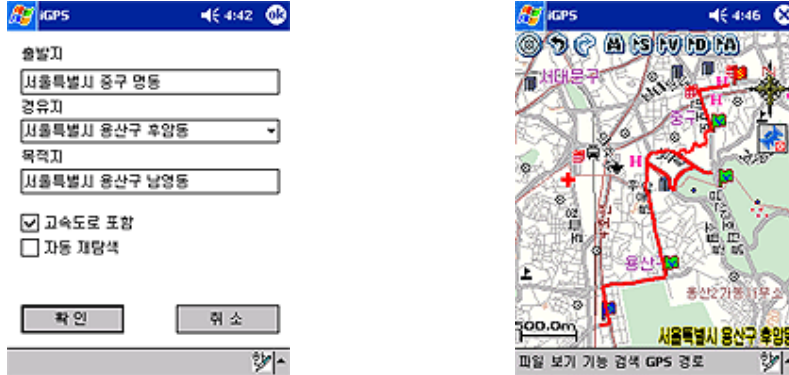 iGPS 4:42 ok
출발지
서울특별시 중구 명동
경유지
서울특별시 용산구 후암동
목적지
서울특별시 용산구 남영동
고속도로 포함
자동 재탐색
확인 취소
iGPS 4:46
S V D A
서대문구
중구
용산구
용산2가동
500.0m
서울특별시 용산구 후암동
파일 보기 기능 검색 GPS 경로